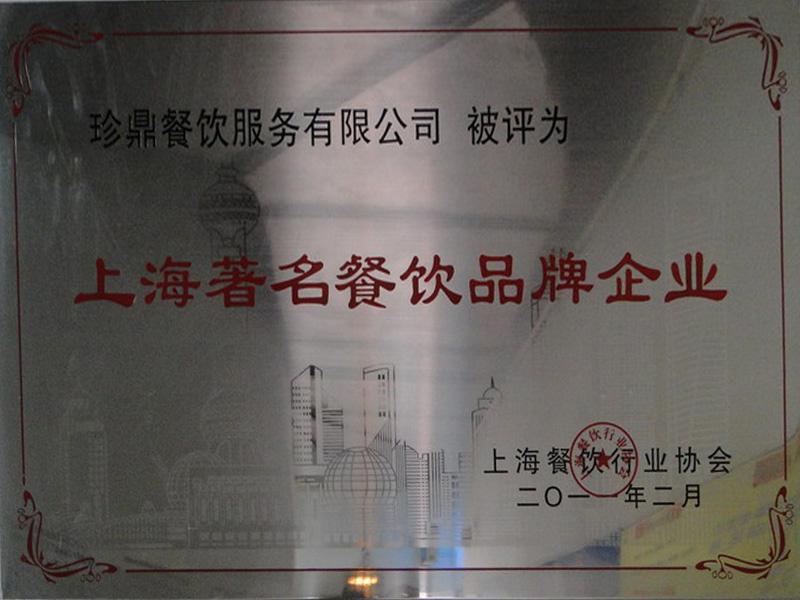 珍鼎餐饮服务有限公司 被评为
上海著名餐饮品牌企业
上海餐饮行业协会
二〇一一年二月